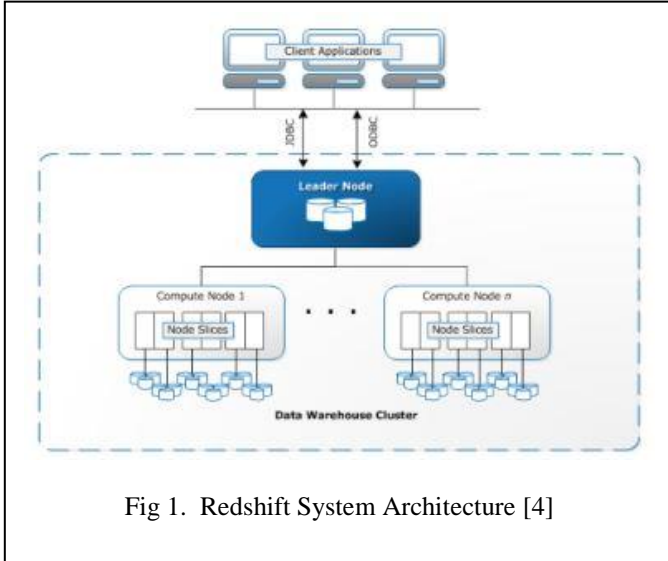 Client Applications
JDBC
ODBC
Leader Node
Compute Node 1
Compute Node n
. . .
Node Slices
Node Slices
Data Warehouse Cluster
Fig 1. Redshift System Architecture [4]